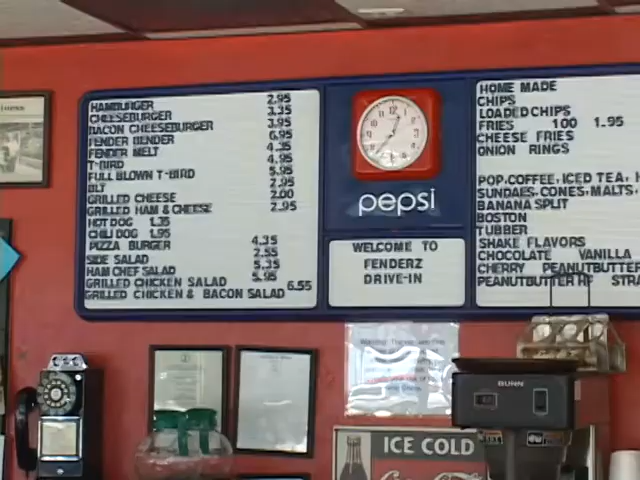 HAMBURGER 2.95
CHEESEBURGER 3.35
BACON CHEESEBURGER 3.95
FENDER BENDER 6.95
FENDER MELT 4.35
T-BIRD 4.95
FULL BLOWN T-BIRD 5.95
BLT 2.95
GRILLED CHEESE 2.00
GRILLED HAM & CHEESE 2.95
HOT DOG 1.35
CHILI DOG 1.95
PIZZA BURGER 4.35
SIDE SALAD 2.55
HAM CHEF SALAD 5.35
GRILLED CHICKEN SALAD 5.95
GRILLED CHICKEN & BACON SALAD 6.55
pepsi
WELCOME TO
FENDERZ
DRIVE-IN
HOME MADE
CHIPS
LOADED CHIPS
FRIES 1.00 1.95
CHEESE FRIES
ONION RINGS
POP, COFFEE, ICED TEA, H
SUNDAES, CONES, MALTS,
BANANA SPLIT
BOSTON
TUBBER
SHAKE FLAVORS
CHOCOLATE VANILLA
CHERRY PEANUTBUTTER
PEANUTBUTTER HF STRA
BUNN
ICE COLD
Coca-Cola